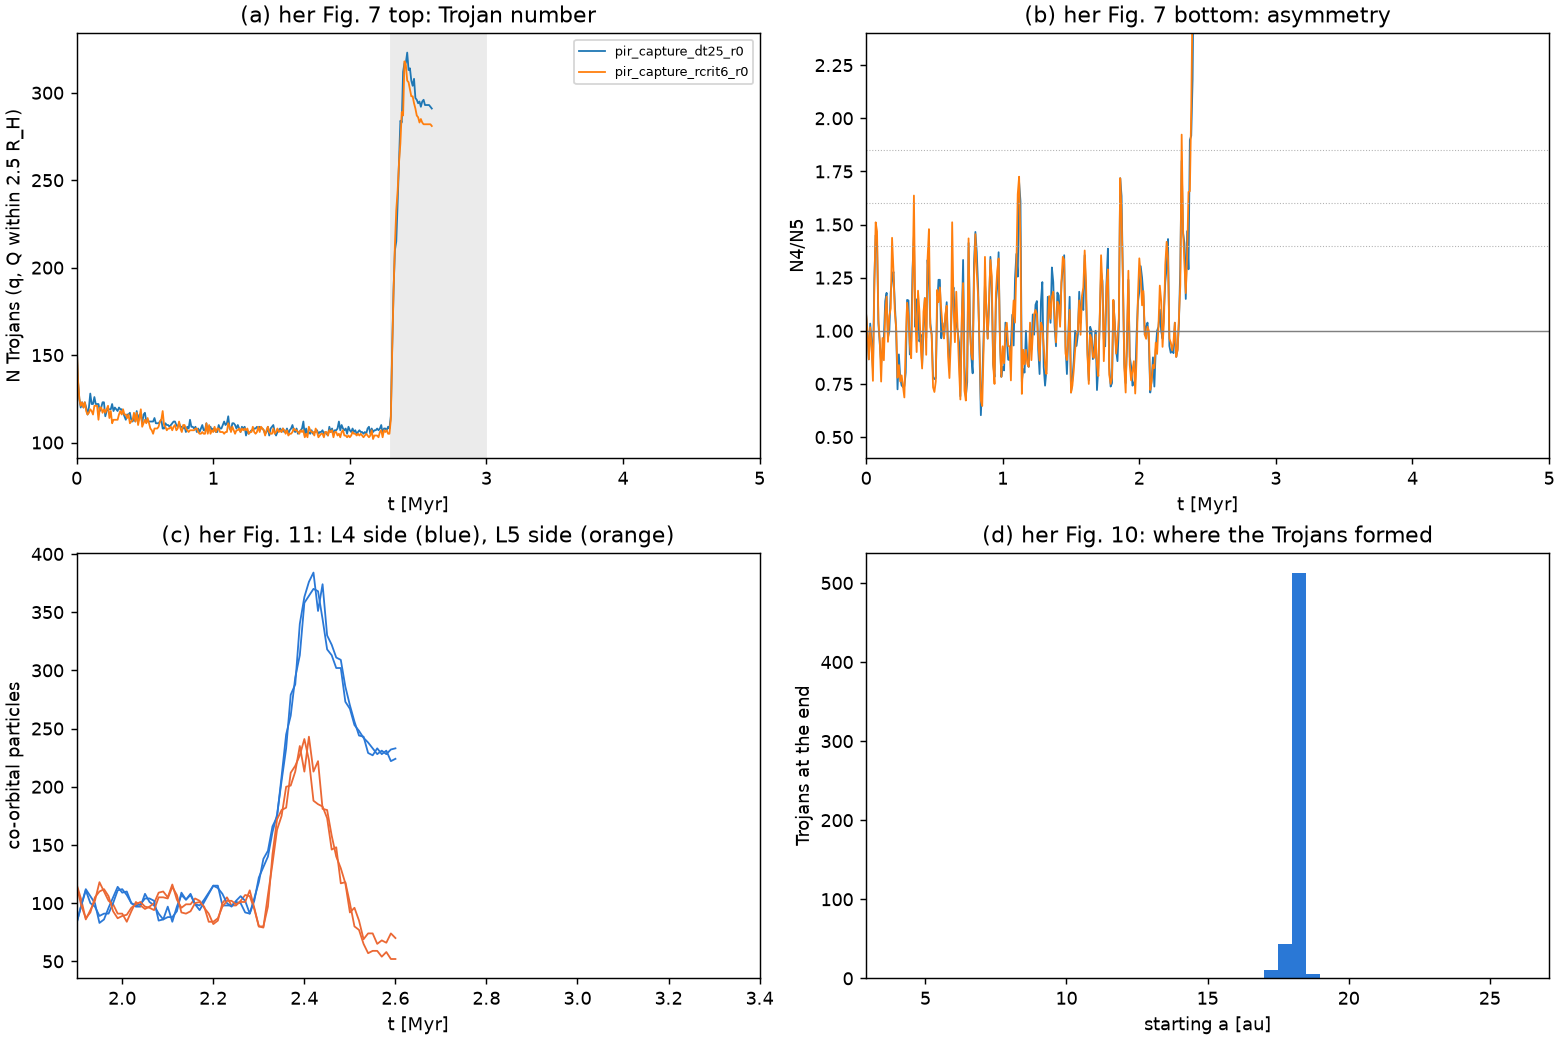 (a) her Fig. 7 top: Trojan number
N Trojans (q, Q within 2.5 R_H)
300
250
200
150
100
pir_capture_dt25_r0
pir_capture_rcrit6_r0
0 1 2 3 4 5
t [Myr]
(b) her Fig. 7 bottom: asymmetry
N4/N5
2.25
2.00
1.75
1.50
1.25
1.00
0.75
0.50
0 1 2 3 4 5
t [Myr]
(c) her Fig. 11: L4 side (blue), L5 side (orange)
co-orbital particles
400
350
300
250
200
150
100
50
2.0 2.2 2.4 2.6 2.8 3.0 3.2 3.4
t [Myr]
(d) her Fig. 10: where the Trojans formed
Trojans at the end
500
400
300
200
100
0
5 10 15 20 25
starting a [au]